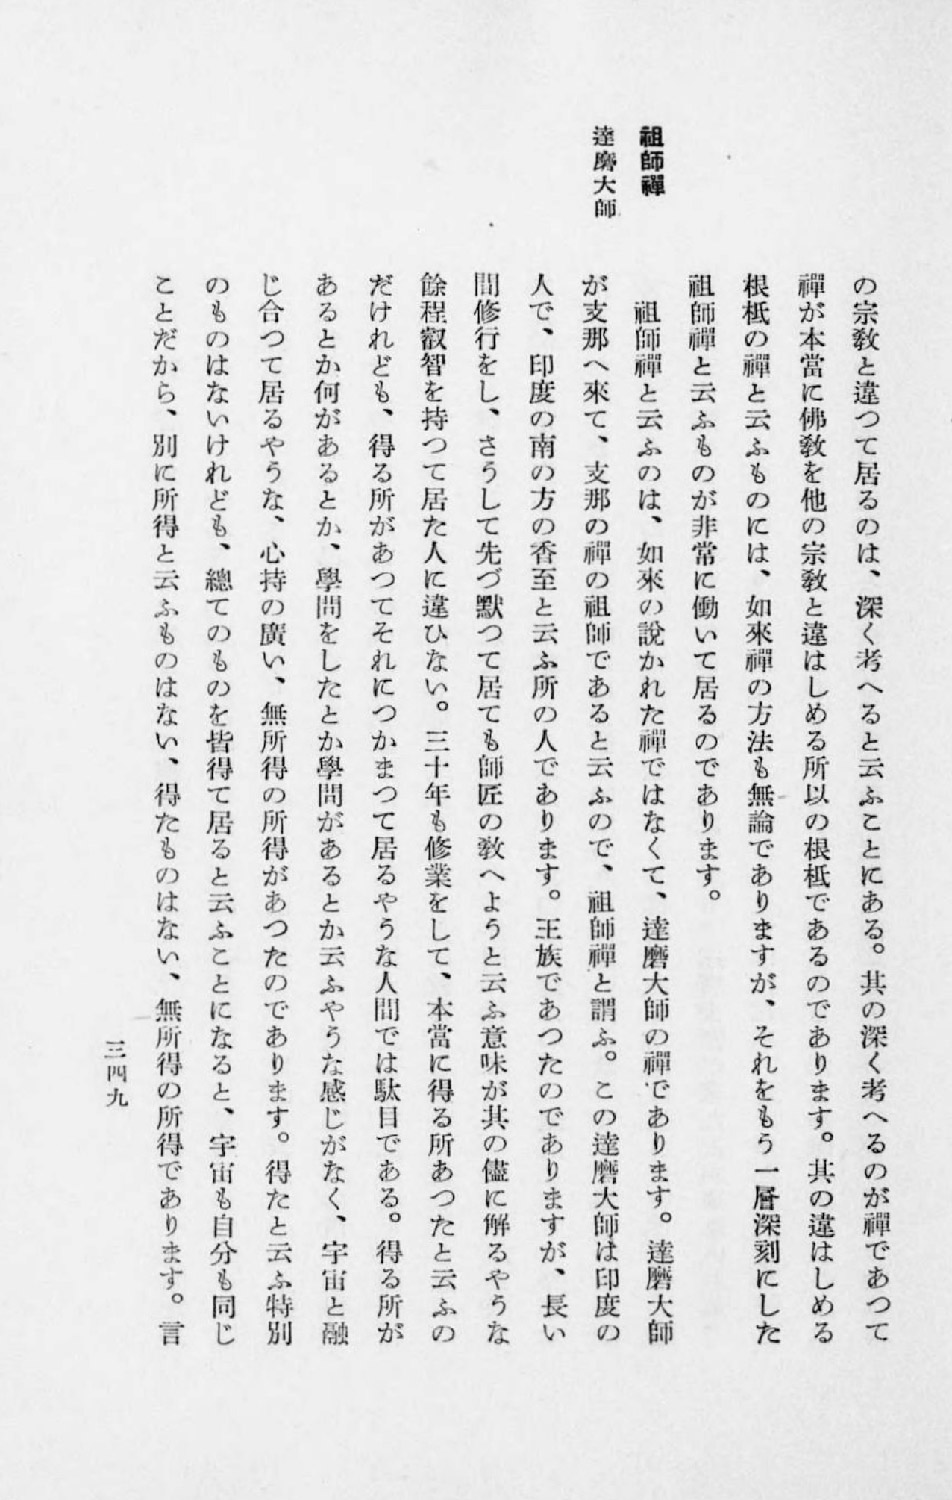 祖師禪
達磨大師
の宗敎と違つて居るのは、深く考へると云ふことにある。其の深く考へるのが禪であつて
禪が本當に佛敎を他の宗敎と違はしめる所以の根柢であるのであります。其の違はしめる
根柢の禪と云ふものには、如來禪の方法も無論でありますが、それをもう一層深刻にした
祖師禪と云ふものが非常に働いて居るのであります。
祖師禪と云ふのは、如來の說かれた禪ではなくて、達磨大師の禪であります。達磨大師
が支那へ來て、支那の禪の祖師であると云ふので、祖師禪と謂ふ。この達磨大師は印度の
人で、印度の南の方の香至と云ふ所の人であります。王族であつたのでありますが、長い
間修行をし、さうして先づ默つて居ても師匠の敎へようと云ふ意味が其の儘に解るやうな
餘程叡智を持つて居た人に違ひない。三十年も修業をして、本當に得る所あつたと云ふの
だけれども、得る所があつてそれにつかまつて居るやうな人間では駄目である。得る所が
あるとか何があるとか、學問をしたとか學問があるとか云ふやうな感じがなく、宇宙と融
じ合つて居るやうな、心持の廣い、無所得の所得があつたのであります。得たと云ふ特別
のものはないけれども、總てのものを皆得て居ると云ふことになると、宇宙も自分も同じ
ことだから、別に所得と云ふものはない、得たものはない、無所得の所得であります。言
三四九